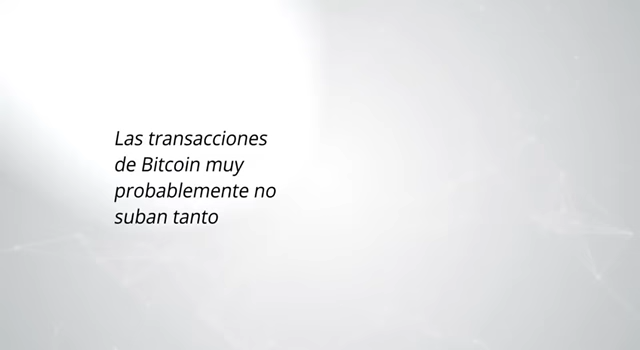 Las transacciones
de Bitcoin muy
probablemente no
suban tanto